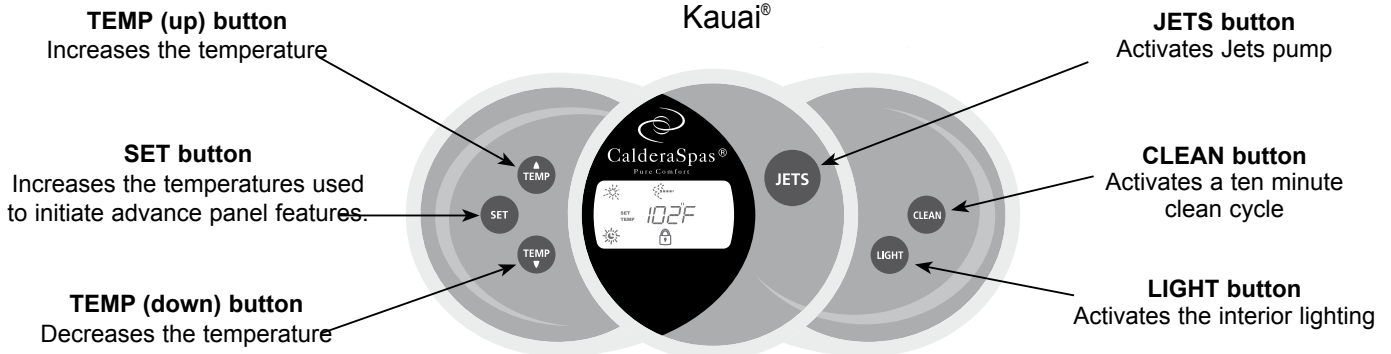 Kauai®
TEMP (up) button
Increases the temperature
SET button
Increases the temperatures used
to initiate advance panel features.
TEMP (down) button
Decreases the temperature
TEMP
SET
TEMP
CalderaSpas®
Pure Comfort
SET
TEMP
102°F
JETS
CLEAN
LIGHT
JETS button
Activates Jets pump
CLEAN button
Activates a ten minute
clean cycle
LIGHT button
Activates the interior lighting